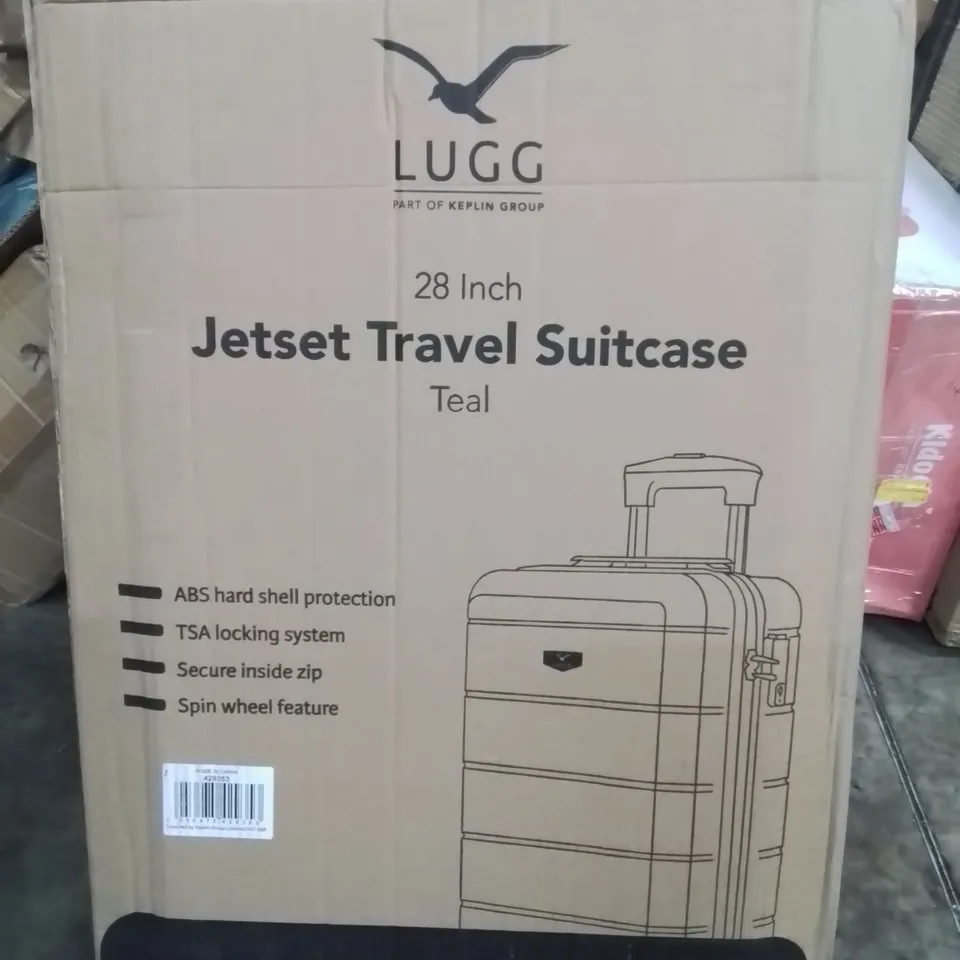 LUGG
PART OF KEPLIN GROUP
28 Inch
Jetset Travel Suitcase
Teal
ABS hard shell protection
TSA locking system
Secure inside zip
Spin wheel feature
429383